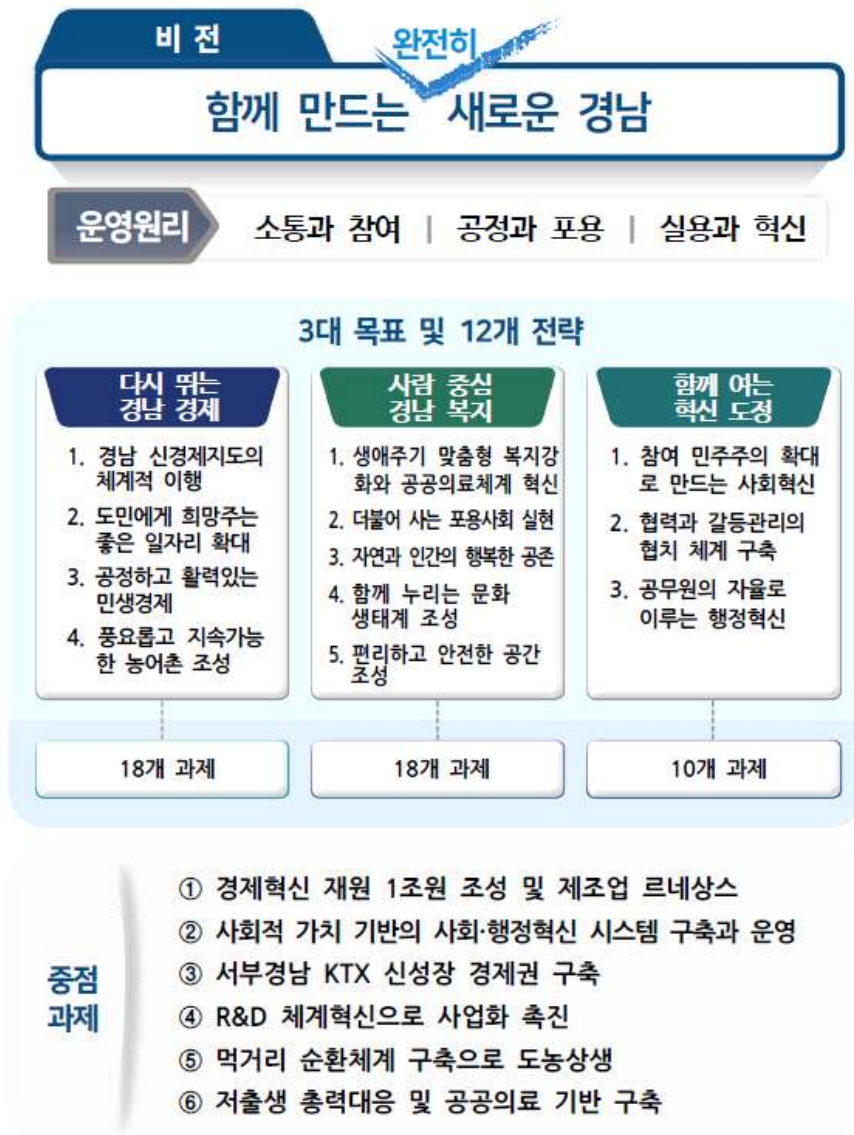 비 전
완전히
함께 만드는 새로운 경남
운영원리
소통과 참여 | 공정과 포용 | 실용과 혁신
3대 목표 및 12개 전략
다시 뛰는
경남 경제
1. 경남 신경제지도의
체계적 이행
2. 도민에게 희망주는
좋은 일자리 확대
3. 공정하고 활력있는
민생경제
4. 풍요롭고 지속가능
한 농어촌 조성
18개 과제
사람 중심
경남 복지
1. 생애주기 맞춤형 복지강
화와 공공의료체계 혁신
2. 더불어 사는 포용사회 실현
3. 자연과 인간의 행복한 공존
4. 함께 누리는 문화
생태계 조성
5. 편리하고 안전한 공간
조성
18개 과제
함께 여는
혁신 도정
1. 참여 민주주의 확대
로 만드는 사회혁신
2. 협력과 갈등관리의
협치 체계 구축
3. 공무원의 자율로
이루는 행정혁신
10개 과제
중점
과제
① 경제혁신 재원 1조원 조성 및 제조업 르네상스
② 사회적 가치 기반의 사회·행정혁신 시스템 구축과 운영
③ 서부경남 KTX 신성장 경제권 구축
④ R&D 체계혁신으로 사업화 촉진
⑤ 먹거리 순환체계 구축으로 도농상생
⑥ 저출생 총력대응 및 공공의료 기반 구축